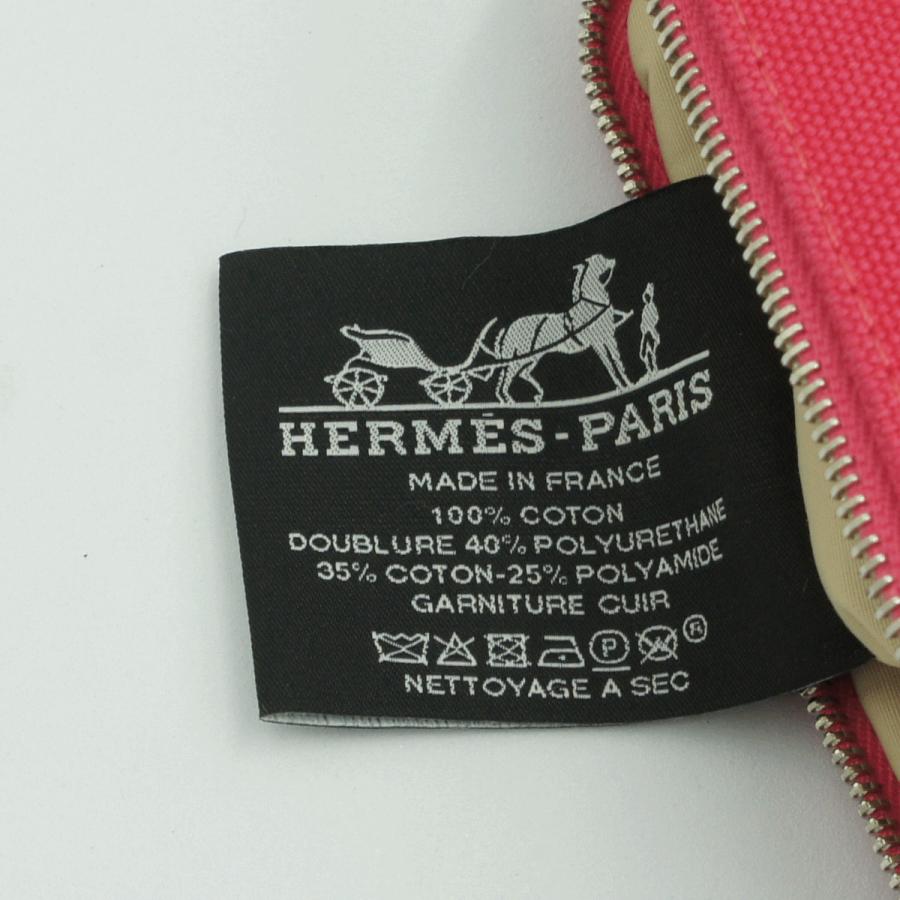 HERMÈS-PARIS
MADE IN FRANCE
100% COTON
DOUBLURE 40% POLYURETHANE
35% COTON-25% POLYAMIDE
GARNITURE CUIR
P W ®
NETTOYAGE A SEC